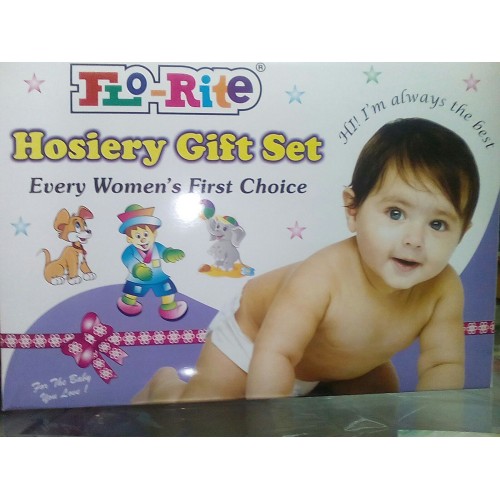 FLO-RITE®
Hosiery Gift Set
Every Women's First Choice
HI! I'm always the best
For The Baby
You Love!